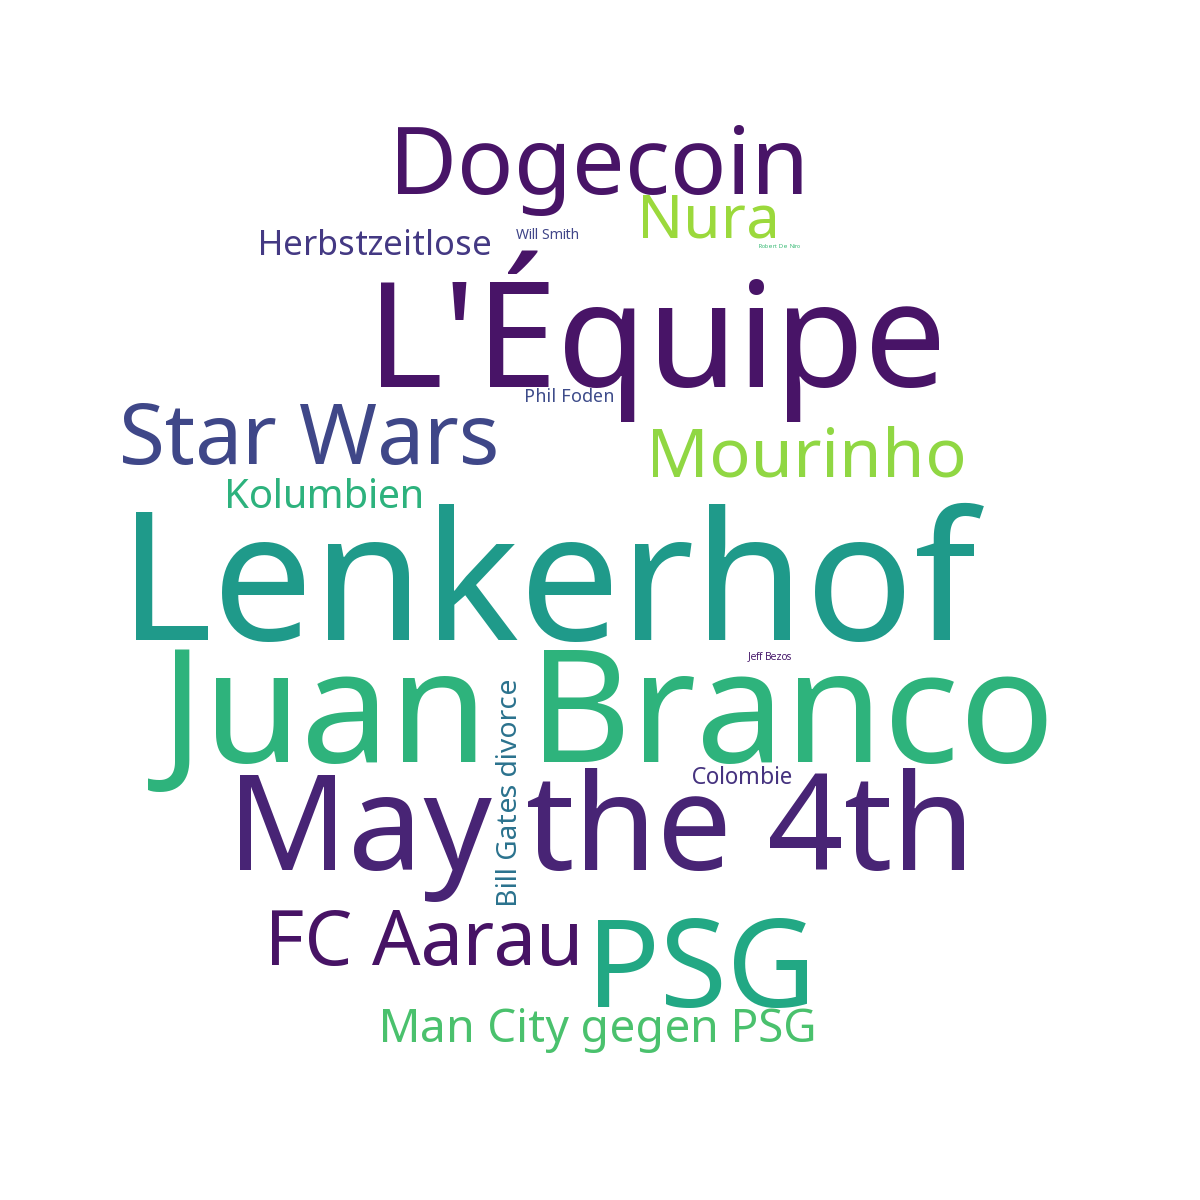 Dogecoin
Nura
Herbstzeitlose
Will Smith
Robert De Niro
L'Équipe
Phil Foden
Star Wars
Mourinho
Kolumbien
Lenkerhof
Juan Branco
Jeff Bezos
Bill Gates divorce
Colombie
May the 4th
FC Aarau
PSG
Man City gegen PSG